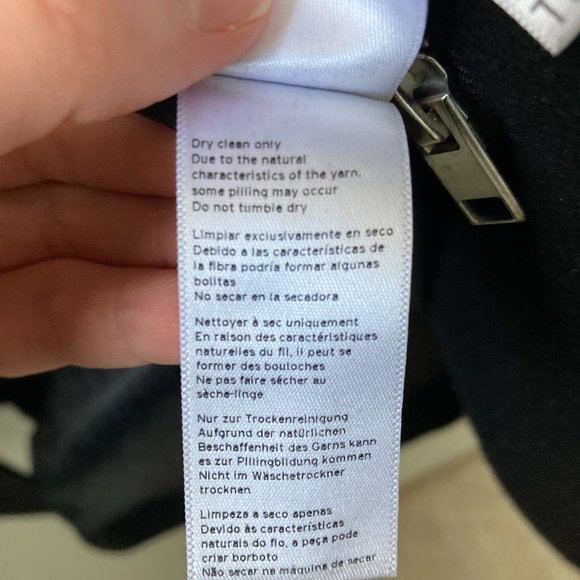 Dry clean only
Due to the natural
characteristics of the yarn,
some pilling may occur
Do not tumble dry
Limpiar exclusivamente en seco
Debido a las características de
la fibra podría formar algunas
bolitas
No secar en la secadora
Nettoyer à sec uniquement
En raison des caractéristiques
naturelles du fil, il peut se
former des bouloches
Ne pas faire sécher au
sèche-linge
Nur zur Trockenreinigung
Aufgrund der natürlichen
Beschaffenheit des Garns kann
es zur Pillingbildung kommen
Nicht im Wäschetrockner
trocknen
Limpeza a seco apenas
Devido às características
naturais do fio, a peça pode
criar borboto
Não secar na máquina de secar